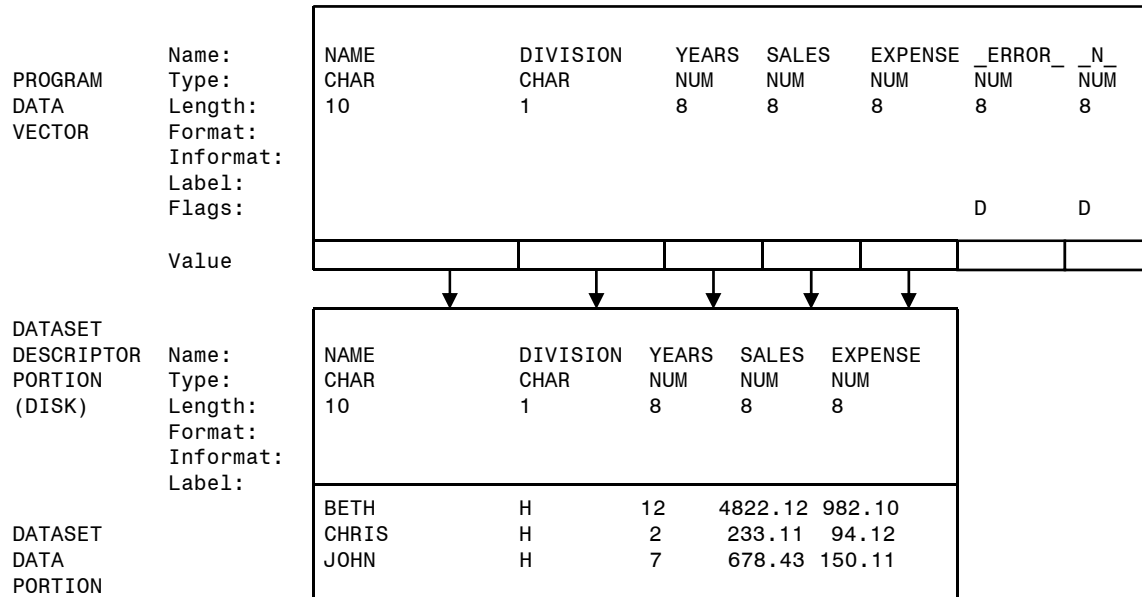 Name: NAME DIVISION YEARS SALES EXPENSE _ERROR_ _N_
PROGRAM Type: CHAR CHAR NUM NUM NUM NUM NUM
DATA Length: 10 1 8 8 8 8 8
VECTOR Format:
Informat:
Label:
Flags: D D
Value
DATASET
DESCRIPTOR Name: NAME DIVISION YEARS SALES EXPENSE
PORTION Type: CHAR CHAR NUM NUM NUM
(DISK) Length: 10 1 8 8 8
Format:
Informat:
Label:
BETH H 12 4822.12 982.10
DATASET CHRIS H 2 233.11 94.12
DATA JOHN H 7 678.43 150.11
PORTION